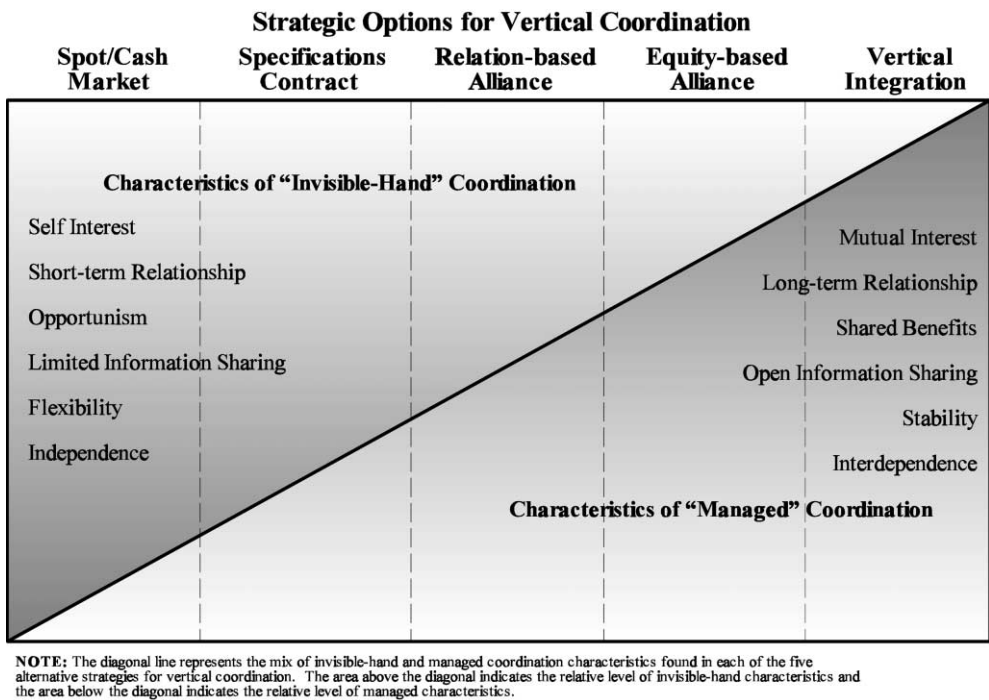 Strategic Options for Vertical Coordination
Spot/Cash Market
Specifications Contract
Relation-based Alliance
Equity-based Alliance
Vertical Integration
Characteristics of “Invisible-Hand” Coordination
Self Interest
Short-term Relationship
Opportunism
Limited Information Sharing
Flexibility
Independence
Mutual Interest
Long-term Relationship
Shared Benefits
Open Information Sharing
Stability
Interdependence
Characteristics of “Managed” Coordination
NOTE: The diagonal line represents the mix of invisible-hand and managed coordination characteristics found in each of the five
alternative strategies for vertical coordination. The area above the diagonal indicates the relative level of invisible-hand characteristics and
the area below the diagonal indicates the relative level of managed characteristics.